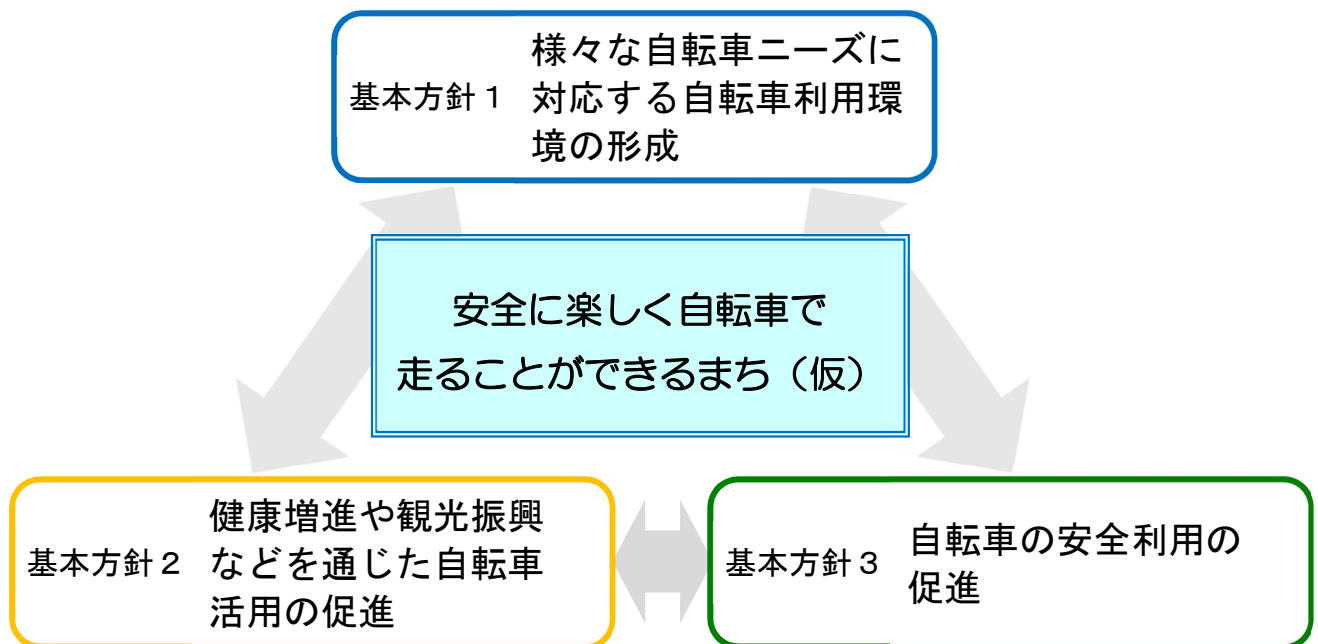 基本方針１
様々な自転車ニーズに
対応する自転車利用環
境の形成
安全に楽しく自転車で
走ることができるまち（仮）
基本方針２
健康増進や観光振興
などを通じた自転車
活用の促進
基本方針３
自転車の安全利用の
促進